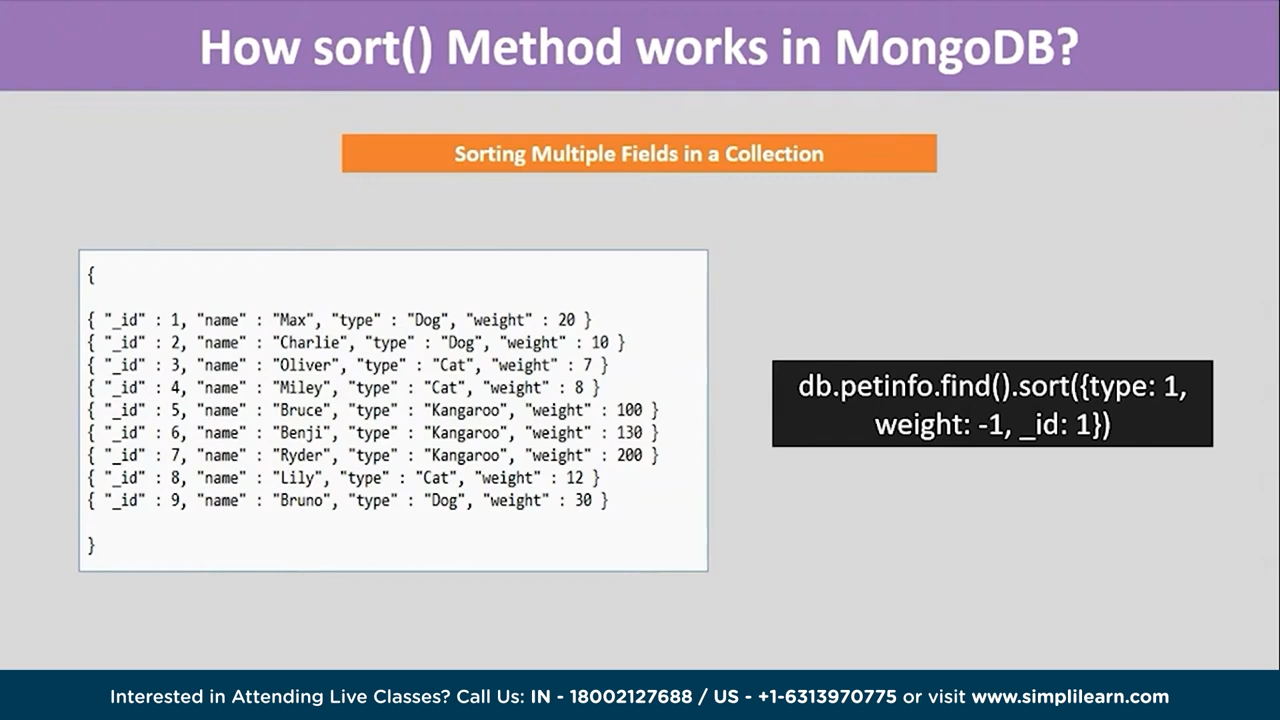 How sort() Method works in MongoDB?
Sorting Multiple Fields in a Collection
{
{ "_id" : 1, "name" : "Max", "type" : "Dog", "weight" : 20 }
{ "_id" : 2, "name" : "Charlie", "type" : "Dog", "weight" : 10 }
{ "_id" : 3, "name" : "Oliver", "type" : "Cat", "weight" : 7 }
{ "_id" : 4, "name" : "Miley", "type" : "Cat", "weight" : 8 }
{ "_id" : 5, "name" : "Bruce", "type" : "Kangaroo", "weight" : 100 }
{ "_id" : 6, "name" : "Benji", "type" : "Kangaroo", "weight" : 130 }
{ "_id" : 7, "name" : "Ryder", "type" : "Kangaroo", "weight" : 200 }
{ "_id" : 8, "name" : "Lily", "type" : "Cat", "weight" : 12 }
{ "_id" : 9, "name" : "Bruno", "type" : "Dog", "weight" : 30 }
}
db.petinfo.find().sort({type: 1,
weight: -1, _id: 1})
Interested in Attending Live Classes? Call Us: IN - 18002127688 / US - +1-6313970775 or visit www.simplilearn.com